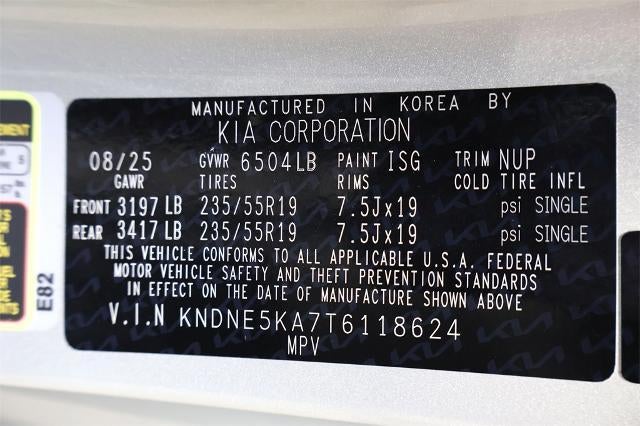 MANUFACTURED IN KOREA BY
KIA CORPORATION
08/25 GVWR 6504LB PAINT ISG TRIM NUP
GAWR TIRES RIMS COLD TIRE INFL
FRONT 3197 LB 235/55R19 7.5Jx19 psi SINGLE
REAR 3417 LB 235/55R19 7.5Jx19 psi SINGLE
THIS VEHICLE CONFORMS TO ALL APPLICABLE U.S.A. FEDERAL
MOTOR VEHICLE SAFETY AND THEFT PREVENTION STANDARDS
IN EFFECT ON THE DATE OF MANUFACTURE SHOWN ABOVE
V.I.N KNDNE5KA7T6118624
MPV
E82